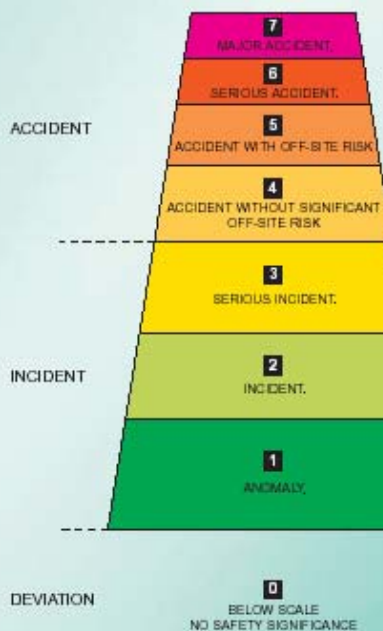 7
MAJOR ACCIDENT.
6
SERIOUS ACCIDENT.
ACCIDENT
5
ACCIDENT WITH OFF-SITE RISK
4
ACCIDENT WITHOUT SIGNIFICANT
OFF-SITE RISK
3
SERIOUS INCIDENT.
INCIDENT
2
INCIDENT.
1
ANOMALY.
DEVIATION
0
BELOW SCALE
NO SAFETY SIGNIFICANCE